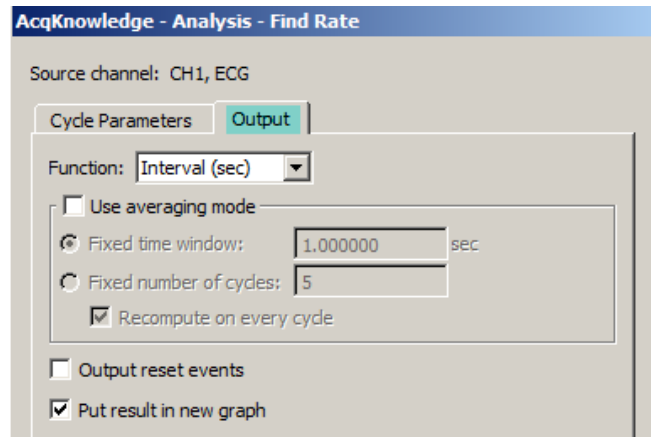 AcqKnowledge - Analysis - Find Rate
Source channel: CH1, ECG
Cycle Parameters Output
Function: Interval (sec)
Use averaging mode
Fixed time window: 1.000000 sec
Fixed number of cycles: 5
Recompute on every cycle
Output reset events
Put result in new graph